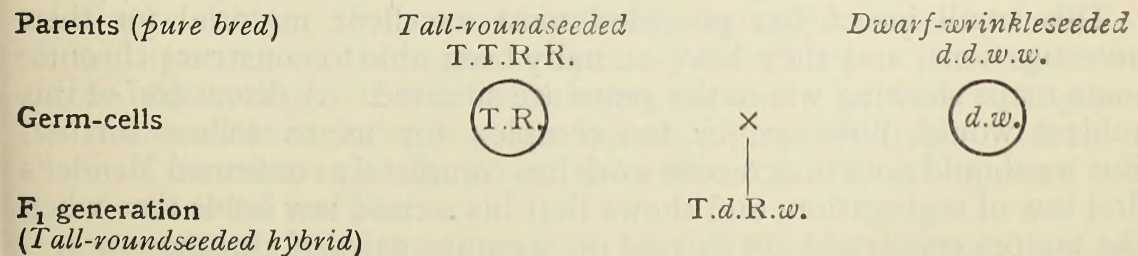 Parents (pure bred) Tall-roundseeded Dwarf-wrinkleseeded
T.T.R.R. d.d.w.w.
Germ-cells T.R. × d.w.
F₁ generation T.d.R.w.
(Tall-roundseeded hybrid)